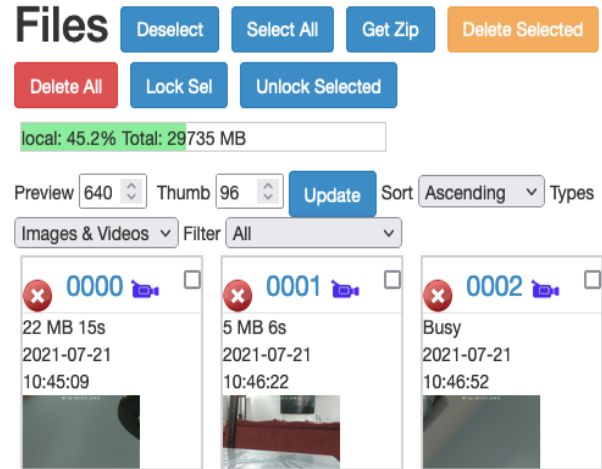 Files Deselect Select All Get Zip Delete Selected
Delete All Lock Sel Unlock Selected
local: 45.2% Total: 29735 MB
Preview 640 Thumb 96 Update Sort Ascending Types
Images & Videos Filter All
0000 0001 0002
22 MB 15s 5 MB 6s Busy
2021-07-21 2021-07-21 2021-07-21
10:45:09 10:46:22 10:46:52